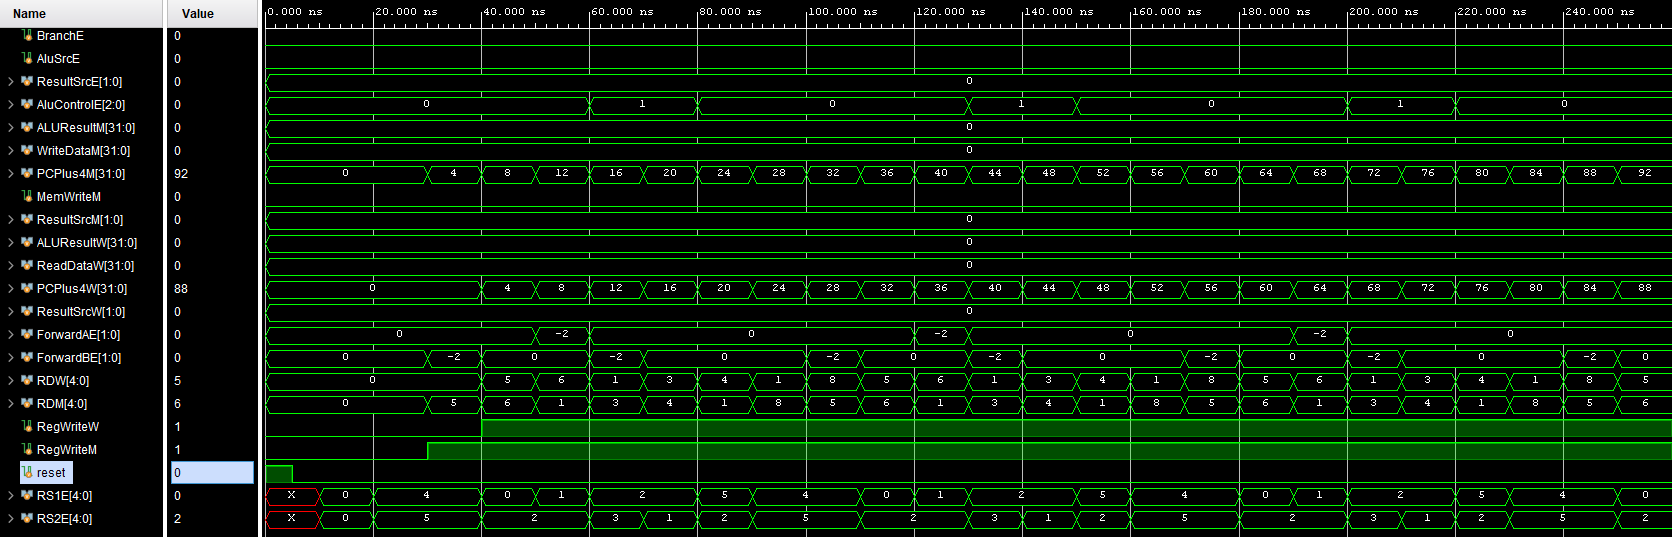 Name Value 0.000 ns 20.000 ns 40.000 ns 60.000 ns 80.000 ns 100.000 ns 120.000 ns 140.000 ns 160.000 ns 180.000 ns 200.000 ns 220.000 ns 240.000 ns
BranchE 0
AluSrcE 0
ResultSrcE[1:0] 0 0
AluControlE[2:0] 0 0 1 0 1 0 1 0
ALUResultM[31:0] 0 0
WriteDataM[31:0] 0 0
PCPlus4M[31:0] 92 0 4 8 12 16 20 24 28 32 36 40 44 48 52 56 60 64 68 72 76 80 84 88 92
MemWriteM 0
ResultSrcM[1:0] 0 0
ALUResultW[31:0] 0 0
ReadDataW[31:0] 0 0
PCPlus4W[31:0] 88 0 4 8 12 16 20 24 28 32 36 40 44 48 52 56 60 64 68 72 76 80 84 88
ResultSrcW[1:0] 0 0
ForwardAE[1:0] 0 0 -2 0 -2 0 -2 0
ForwardBE[1:0] 0 0 -2 0 -2 0 -2 0 -2 0 -2 0 -2 0 -2 0
RDW[4:0] 5 0 5 6 1 3 4 1 8 5 6 1 3 4 1 8 5 6 1 3 4 1 8 5
RDM[4:0] 6 0 5 6 1 3 4 1 8 5 6 1 3 4 1 8 5 6 1 3 4 1 8 5 6
RegWriteW 1
RegWriteM 1
reset 0
RS1E[4:0] 0 X 0 4 0 1 2 5 4 0 1 2 5 4 0 1 2 5 4 0
RS2E[4:0] 2 X 0 5 2 3 1 2 5 2 3 1 2 5 2 3 1 2 5 2